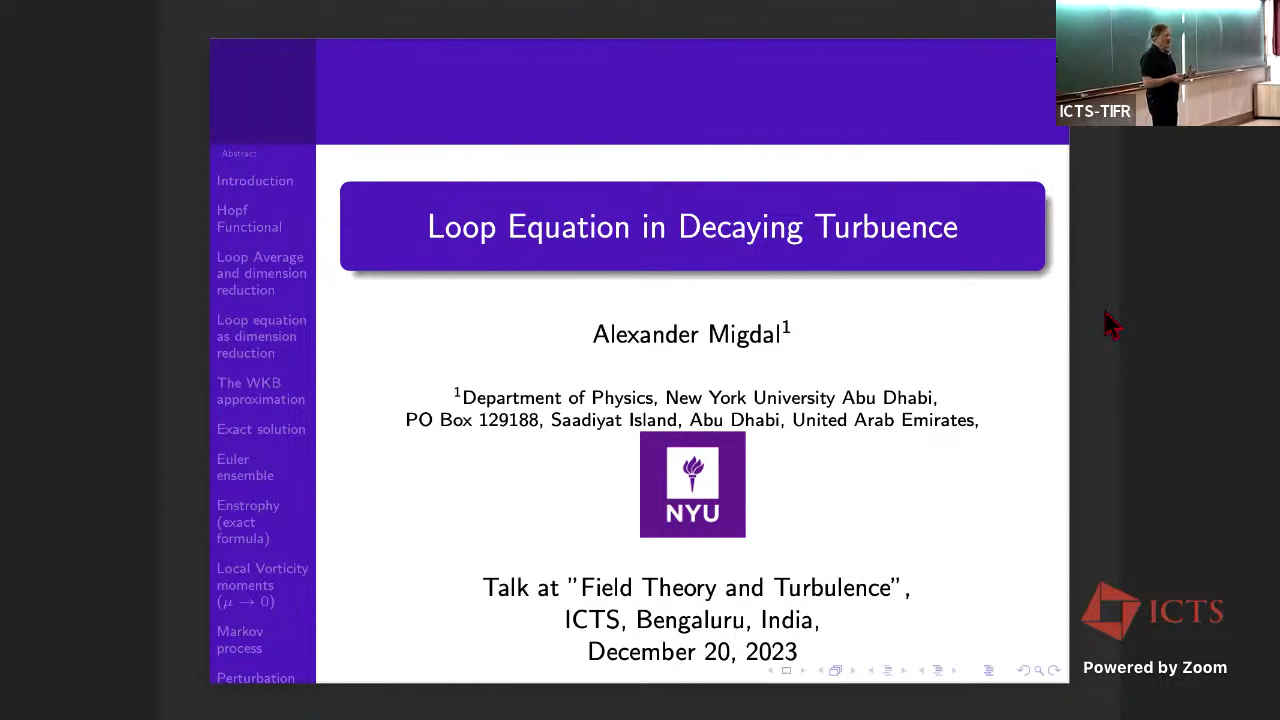 ICTS-TIFR
Abstract
Introduction
Hopf
Functional
Loop Average
and dimension
reduction
Loop equation
as dimension
reduction
The WKB
approximation
Exact solution
Euler
ensemble
Enstrophy
(exact
formula)
Local Vorticity
moments
(μ → 0)
Markov
process
Perturbation
Loop Equation in Decaying Turbuence
Alexander Migdal¹
¹Department of Physics, New York University Abu Dhabi,
PO Box 129188, Saadiyat Island, Abu Dhabi, United Arab Emirates,
NYU
Talk at ”Field Theory and Turbulence”,
ICTS, Bengaluru, India,
December 20, 2023
ICTS
Powered by Zoom